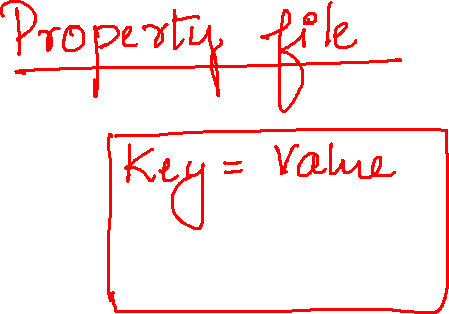 Property file
Key = Value